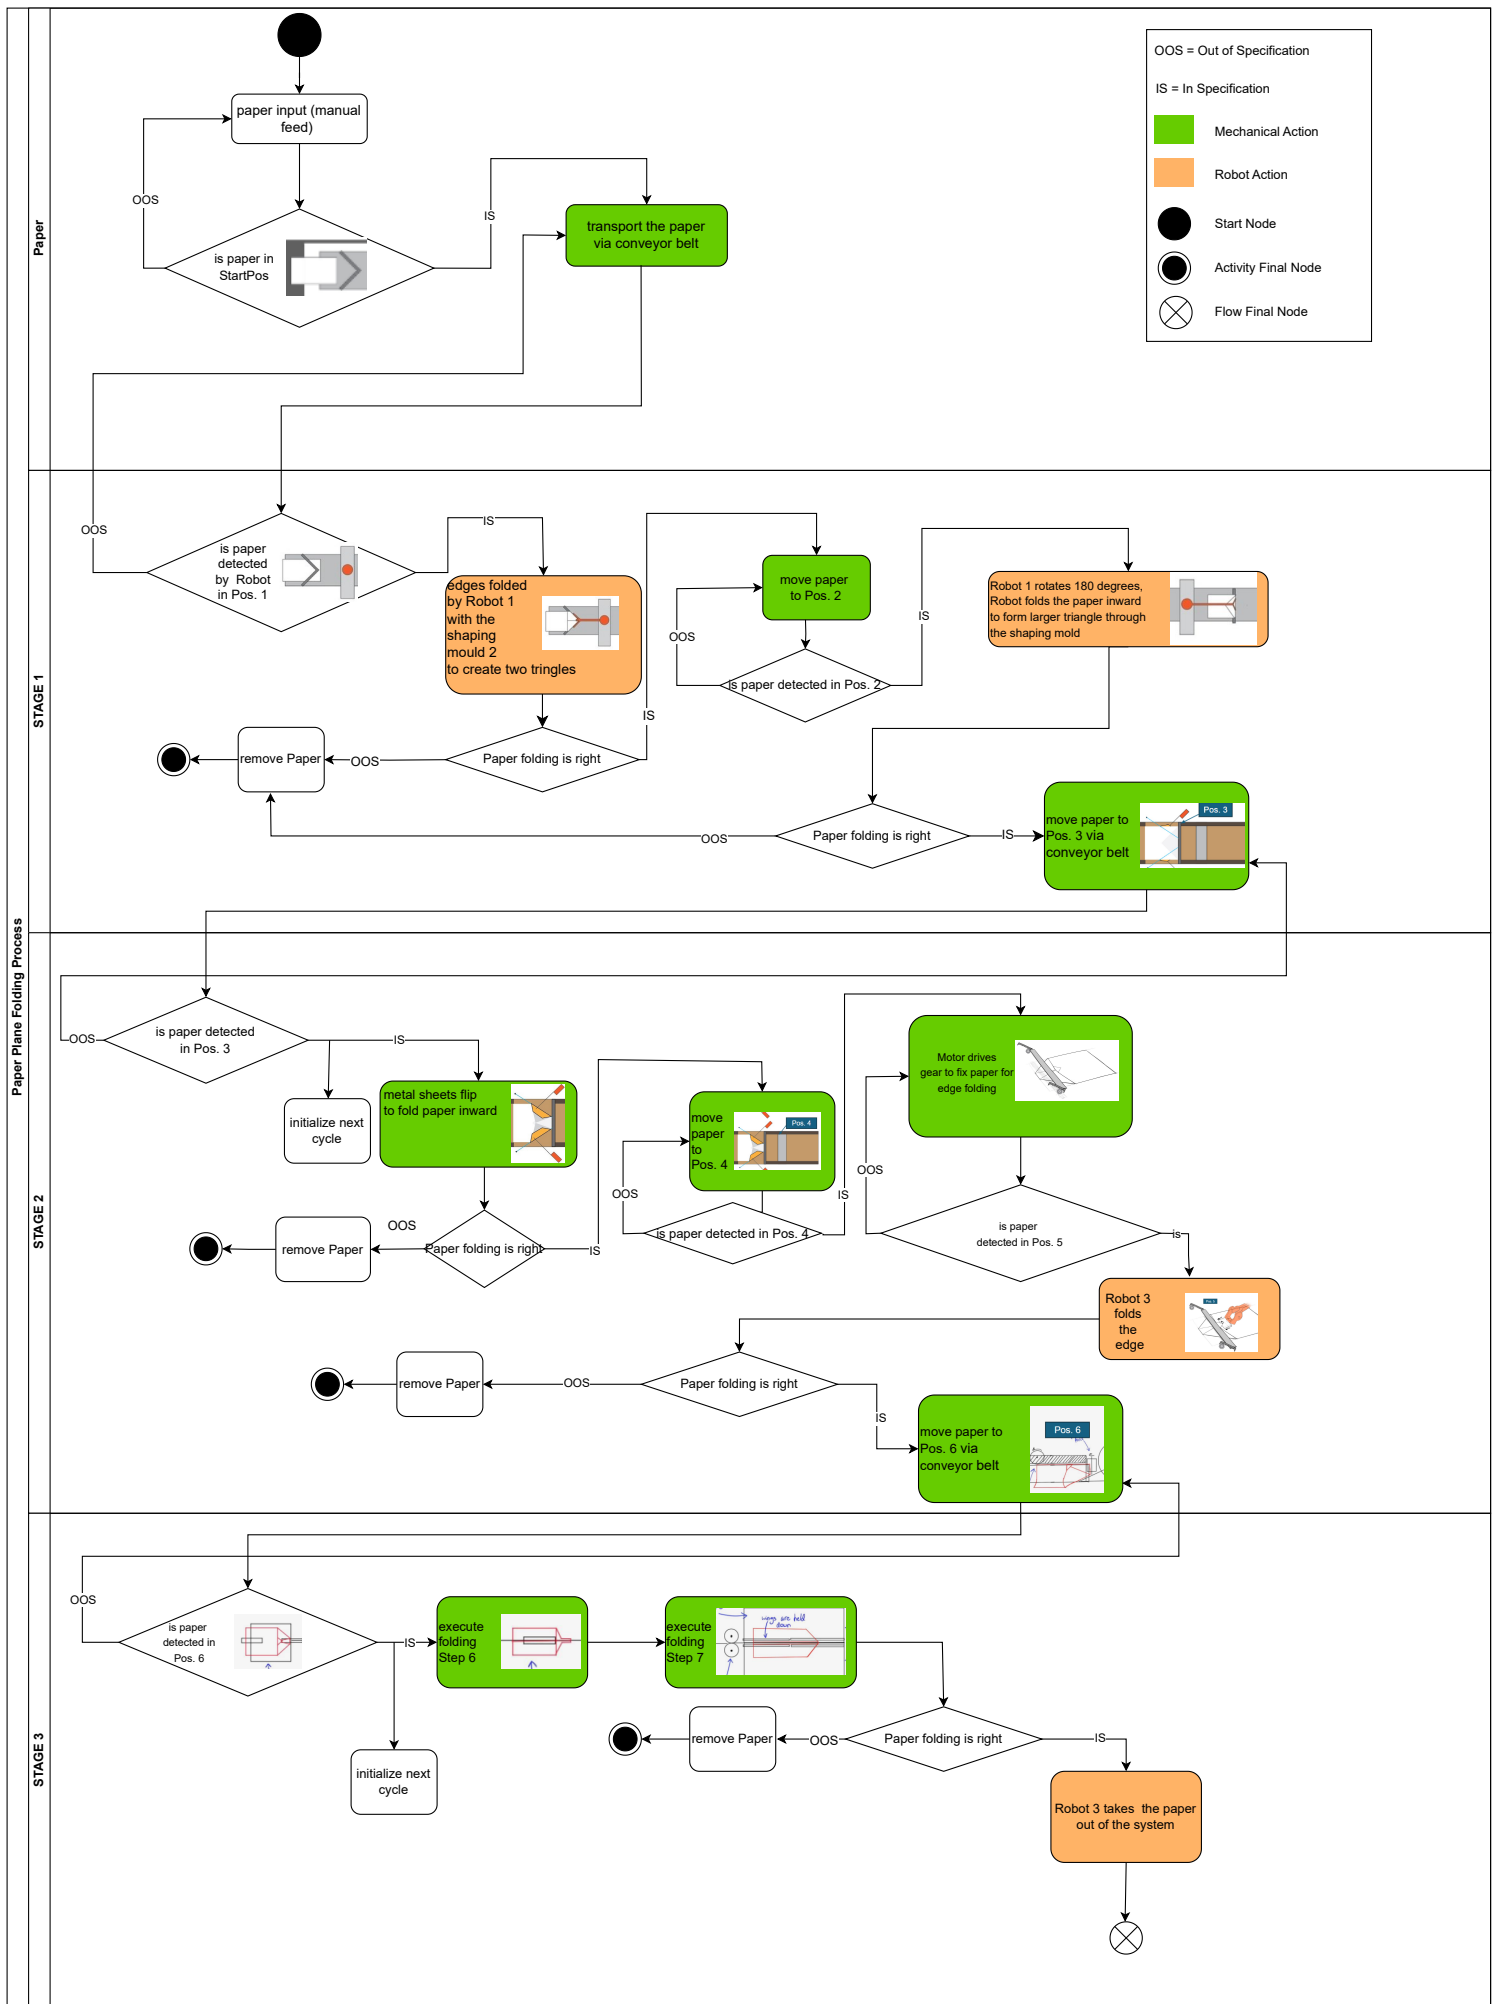 Paper Plane Folding Process
Paper
paper input (manual
feed)
OOS
is paper in
StartPos
IS
transport the paper
via conveyor belt
OOS = Out of Specification
IS = In Specification
Mechanical Action
Robot Action
Start Node
Activity Final Node
Flow Final Node
STAGE 1
OOS
is paper
detected
by Robot
in Pos. 1
IS
edges folded
by Robot 1
with the
shaping
mould 2
to create two tringles
Paper folding is right
OOS
remove Paper
IS
move paper
to Pos. 2
OOS
Is paper detected in Pos. 2
IS
Robot 1 rotates 180 degrees,
Robot folds the paper inward
to form larger triangle through
the shaping mold
Paper folding is right
OOS
IS
move paper to
Pos. 3 via
conveyor belt
Pos. 3
STAGE 2
OOS
is paper detected
in Pos. 3
IS
initialize next
cycle
metal sheets flip
to fold paper inward
Paper folding is right
OOS
remove Paper
IS
move
paper
to
Pos. 4
Pos. 4
OOS
is paper detected in Pos. 4
IS
Motor drives
gear to fix paper for
edge folding
OOS
is paper
detected in Pos. 5
is
Robot 3
folds
the
edge
Paper folding is right
OOS
remove Paper
IS
move paper to
Pos. 6 via
conveyor belt
Pos. 6
STAGE 3
OOS
is paper
detected in
Pos. 6
IS
initialize next
cycle
execute
folding
Step 6
execute
folding
Step 7
wings are held
down
Paper folding is right
OOS
remove Paper
IS
Robot 3 takes the paper
out of the system